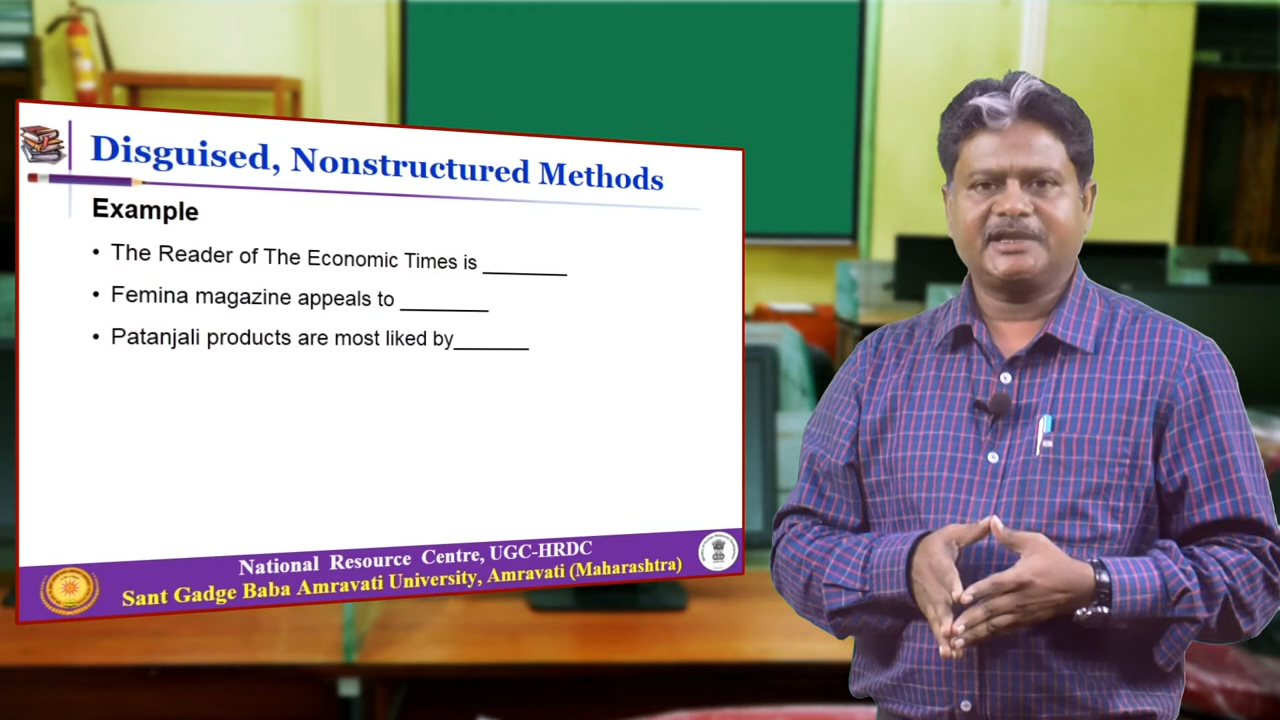 Disguised, Nonstructured Methods
Example
• The Reader of The Economic Times is ________
• Femina magazine appeals to ________
• Patanjali products are most liked by_______
National Resource Centre, UGC-HRDC
Sant Gadge Baba Amravati University, Amravati (Maharashtra)